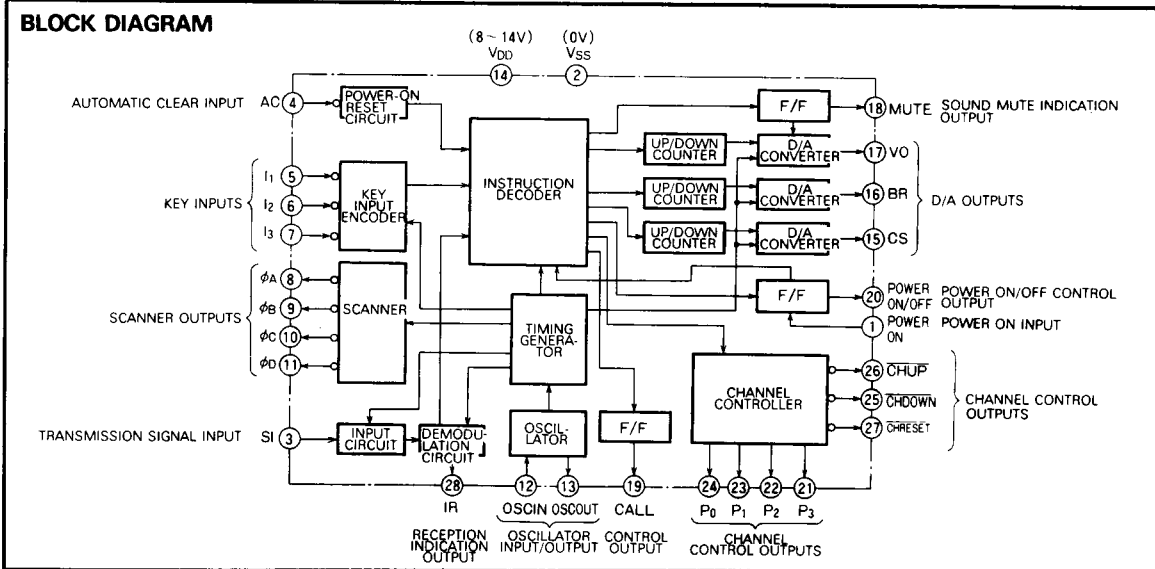 BLOCK DIAGRAM
(8~14V)
VDD
(0V)
VSS
14
2
AUTOMATIC CLEAR INPUT
AC
4
POWER-ON
RESET
CIRCUIT
INSTRUCTION
DECODER
F/F
18
MUTE
SOUND MUTE INDICATION
OUTPUT
UP/DOWN
COUNTER
D/A
CONVERTER
17
VO
KEY INPUTS
I1
5
I2
6
I3
7
KEY
INPUT
ENCODER
UP/DOWN
COUNTER
D/A
CONVERTER
16
BR
D/A OUTPUTS
UP/DOWN
COUNTER
D/A
CONVERTER
15
CS
SCANNER OUTPUTS
ϕA
8
ϕB
9
ϕC
10
ϕD
11
SCANNER
TIMING
GENERA-
TOR
F/F
20
POWER
ON/OFF
POWER ON/OFF CONTROL
OUTPUT
1
POWER
ON
POWER ON INPUT
CHANNEL
CONTROLLER
26
CHUP
25
CHDOWN
27
CHRESET
CHANNEL CONTROL
OUTPUTS
TRANSMISSION SIGNAL INPUT
SI
3
INPUT
CIRCUIT
DEMODU-
LATION
CIRCUIT
OSCIL-
LATOR
F/F
28
12
13
19
24
23
22
21
IR
OSCIN
OSCOUT
CALL
P0
P1
P2
P3
RECEPTION
INDICATION
OUTPUT
OSCILLATOR
INPUT/OUTPUT
CONTROL
OUTPUT
CHANNEL
CONTROL OUTPUTS